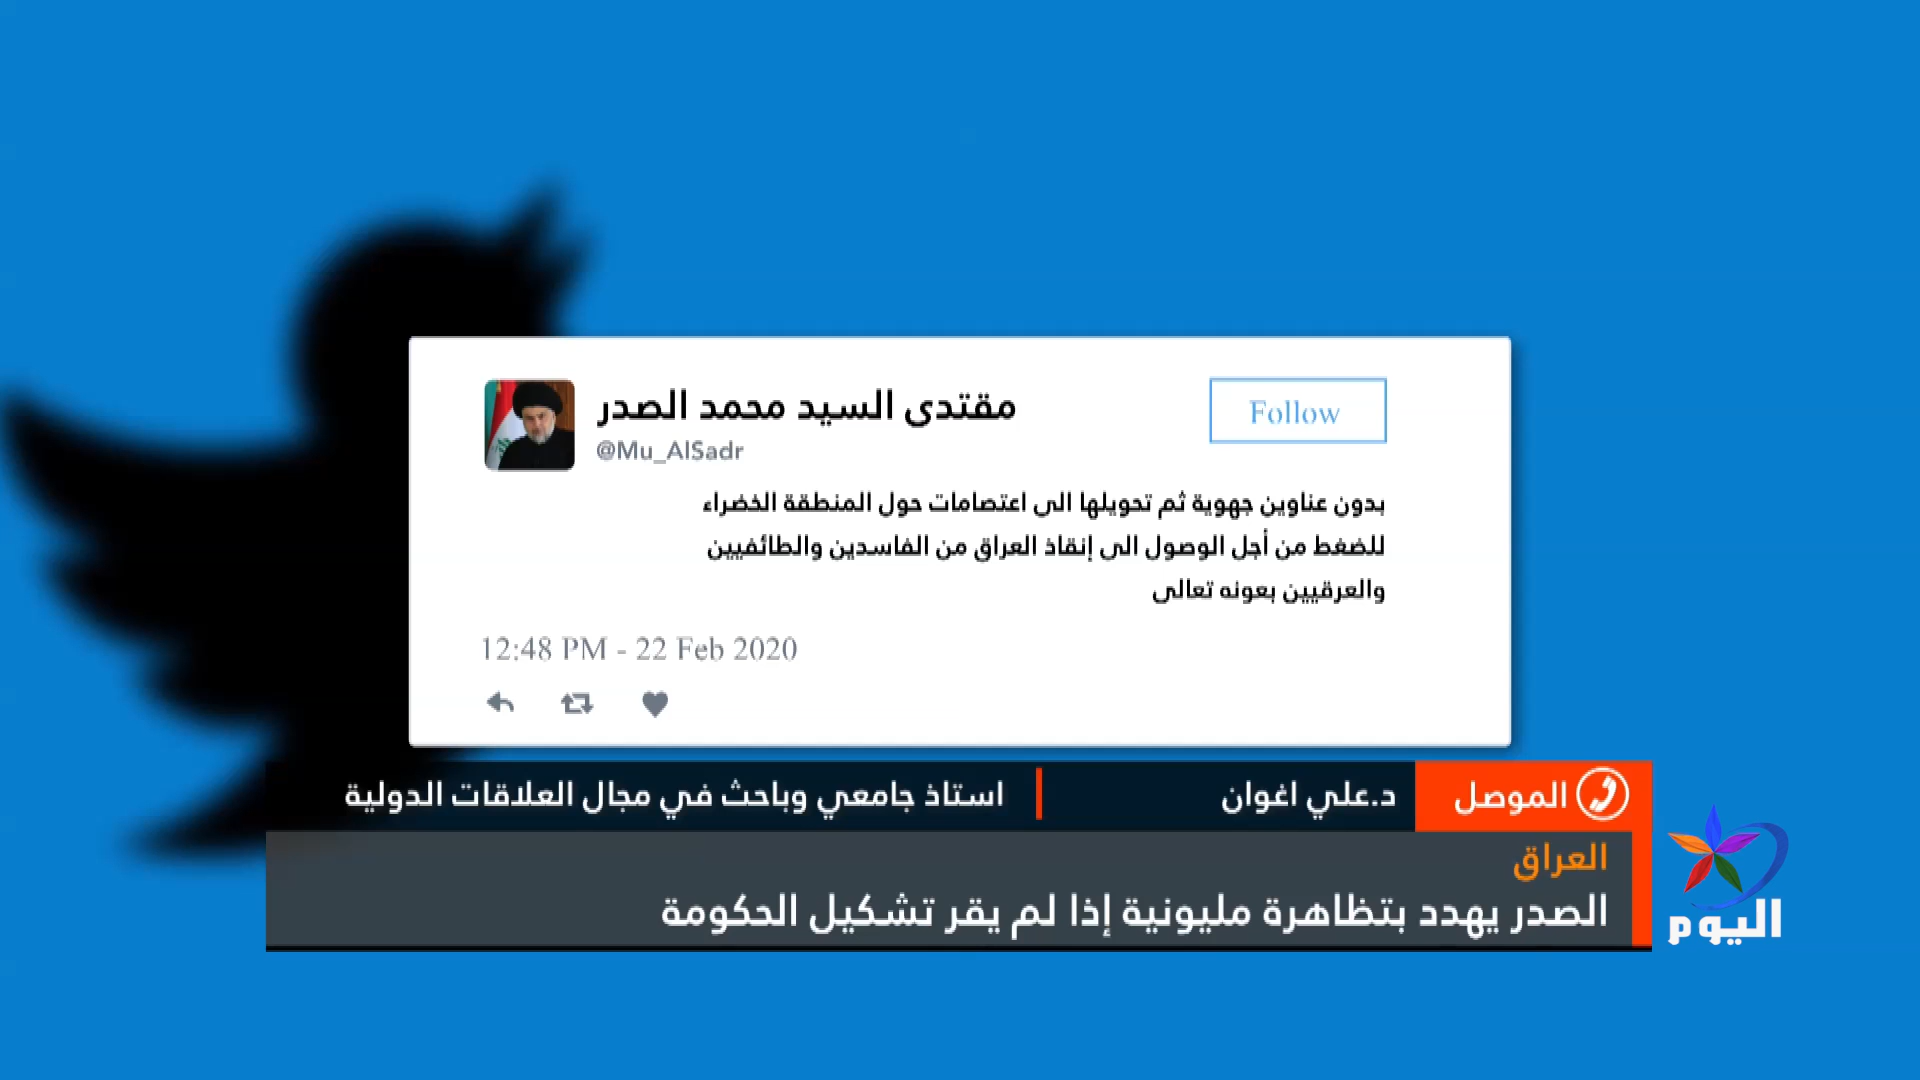 مقتدى السيد محمد الصدر
@Mu_AlSadr
Follow
بدون عناوين جهوية ثم تحويلها الى اعتصامات حول المنطقة الخضراء
للضغط من أجل الوصول الى إنقاذ العراق من الفاسدين والطائفيين
والعرقيين بعونه تعالى
12:48 PM - 22 Feb 2020
الموصل
د.علي اغوان
استاذ جامعي وباحث في مجال العلاقات الدولية
العراق
الصدر يهدد بتظاهرة مليونية إذا لم يقر تشكيل الحكومة
اليوم